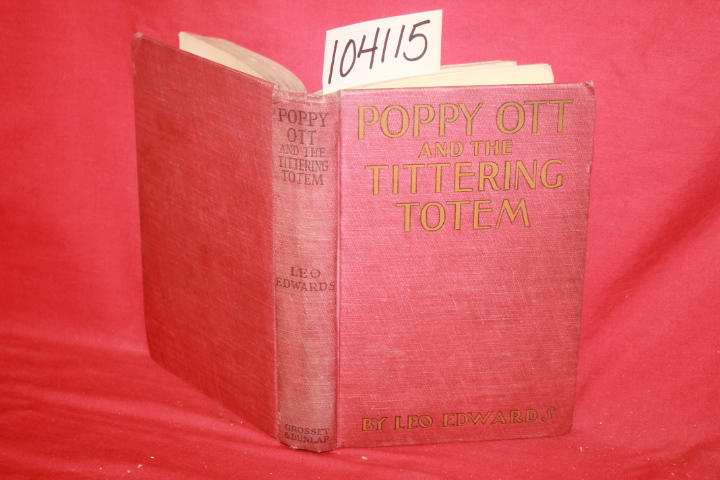 104115
POPPY
OTT
AND THE
TITTERING
TOTEM
LEO
EDWARDS
GROSSET
& DUNLAP
POPPY OTT
AND THE
TITTERING
TOTEM
BY LEO EDWARDS